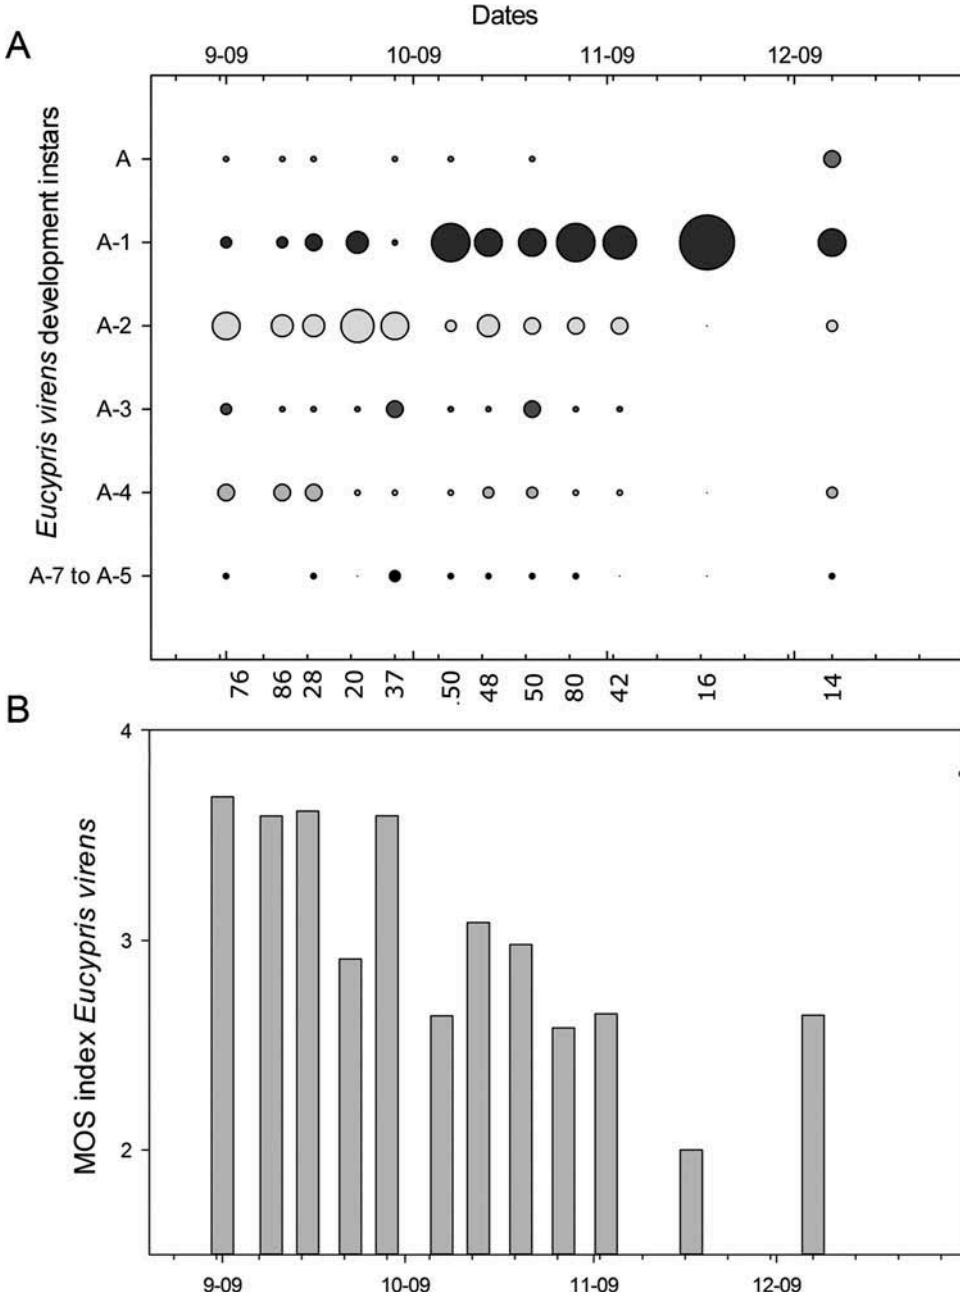 Dates
A
9-09 10-09 11-09 12-09
Eucypris virens development instars
A
A-1
A-2
A-3
A-4
A-7 to A-5
76 86 28 20 37 .50 48 50 80 42 16 14
B
MOS index Eucypris virens
4
3
2
9-09 10-09 11-09 12-09